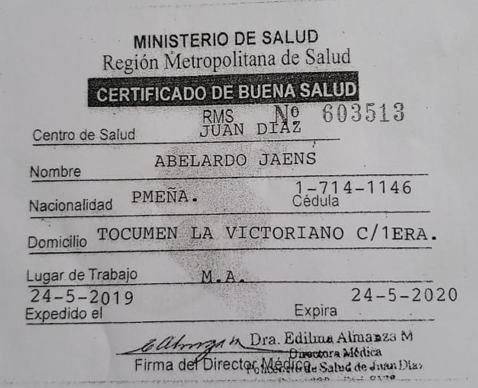 MINISTERIO DE SALUD
Región Metropolitana de Salud
CERTIFICADO DE BUENA SALUD
RMS Nº 603513
Centro de Salud JUAN DIAZ
Nombre ABELARDO JAENS
Nacionalidad PMEÑA. 1-714-1146
Cédula
Domicilio TOCUMEN LA VICTORIANO C/1ERA.
Lugar de Trabajo M.A.
24-5-2019 24-5-2020
Expedido el Expira
Dra. Edilma Almanza M
Directora Médica
Firma del Director Médico
de Salud de Juan Díaz